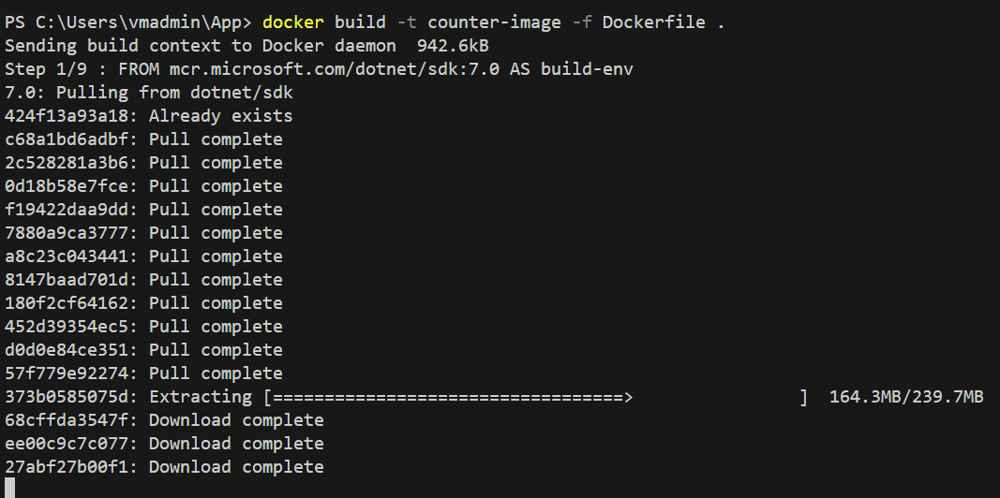 PS C:\Users\vmadmin\App> docker build -t counter-image -f Dockerfile .
Sending build context to Docker daemon  942.6kB
Step 1/9 : FROM mcr.microsoft.com/dotnet/sdk:7.0 AS build-env
7.0: Pulling from dotnet/sdk
424f13a93a18: Already exists
c68a1bd6adbf: Pull complete
2c528281a3b6: Pull complete
0d18b58e7fce: Pull complete
f19422daa9dd: Pull complete
7880a9ca3777: Pull complete
a8c23c043441: Pull complete
8147baad701d: Pull complete
180f2cf64162: Pull complete
452d39354ec5: Pull complete
d0d0e84ce351: Pull complete
57f779e92274: Pull complete
373b0585075d: Extracting [==================================>                ]  164.3MB/239.7MB
68cffda3547f: Download complete
ee00c9c7c077: Download complete
27abf27b00f1: Download complete